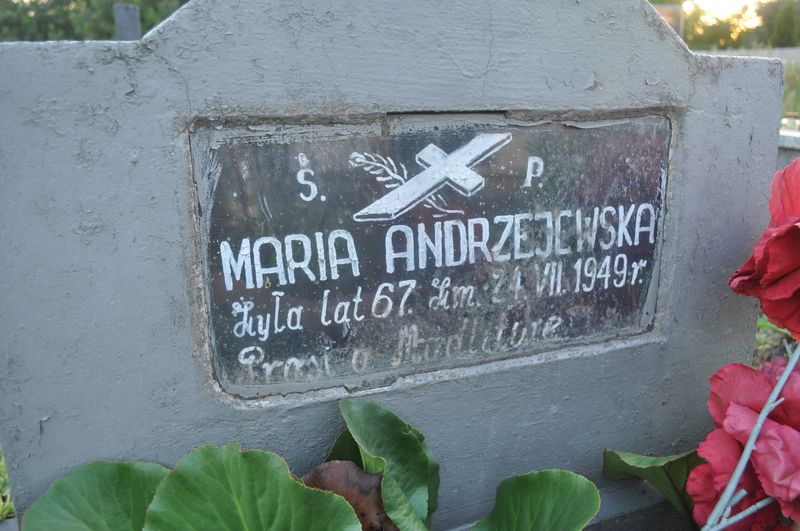 Ś. P.
MARIA ANDRZEJEWSKA
Żyła lat 67. Zm. 24. VII. 1949 r.
Prosi o Modlitwę